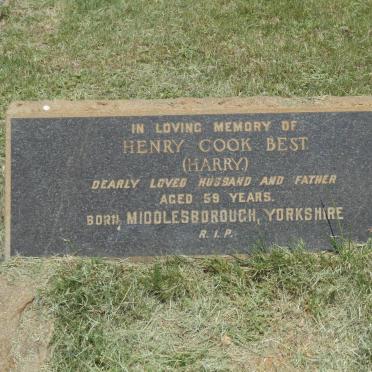 IN LOVING MEMORY OF
HENRY COOK BEST
(HARRY)
DEARLY LOVED HUSBAND AND FATHER
AGED 59 YEARS.
BORN, MIDDLESBOROUGH, YORKSHIRE
R.I.P.